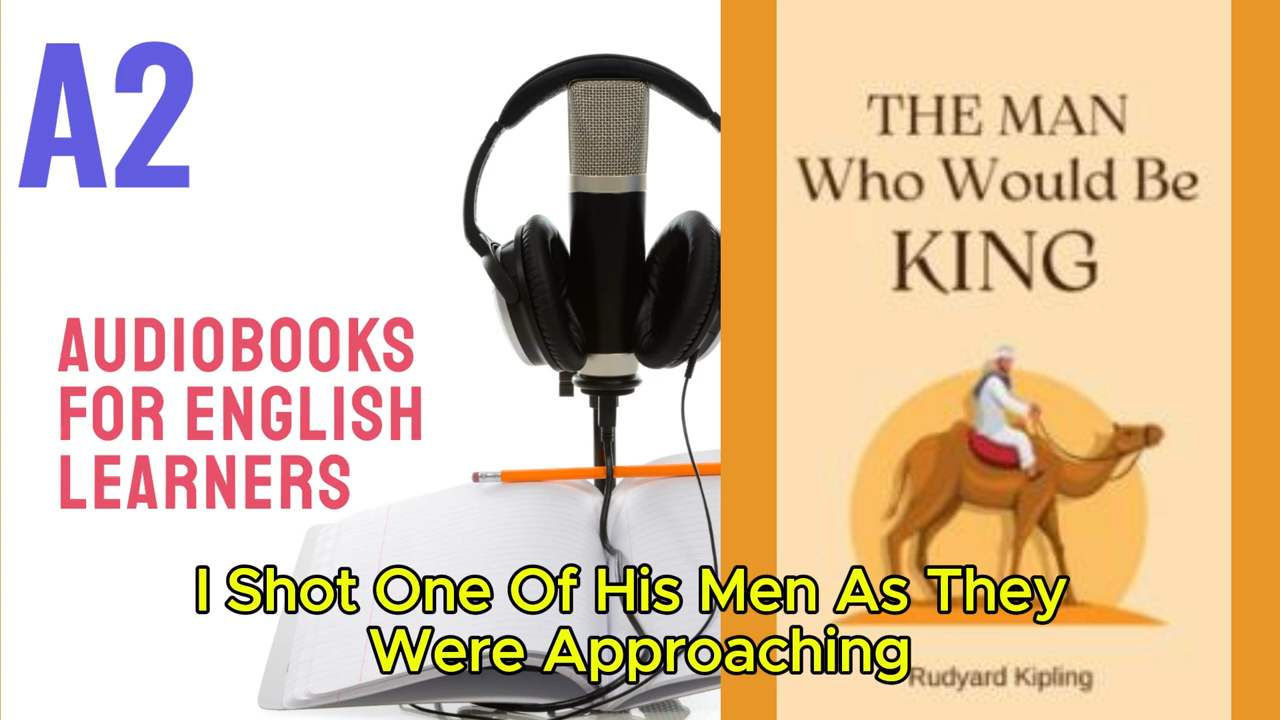 A2
AUDIOBOOKS
FOR ENGLISH
LEARNERS
THE MAN
Who Would Be
KING
I Shot One Of His Men As They
Were Approaching
Rudyard Kipling